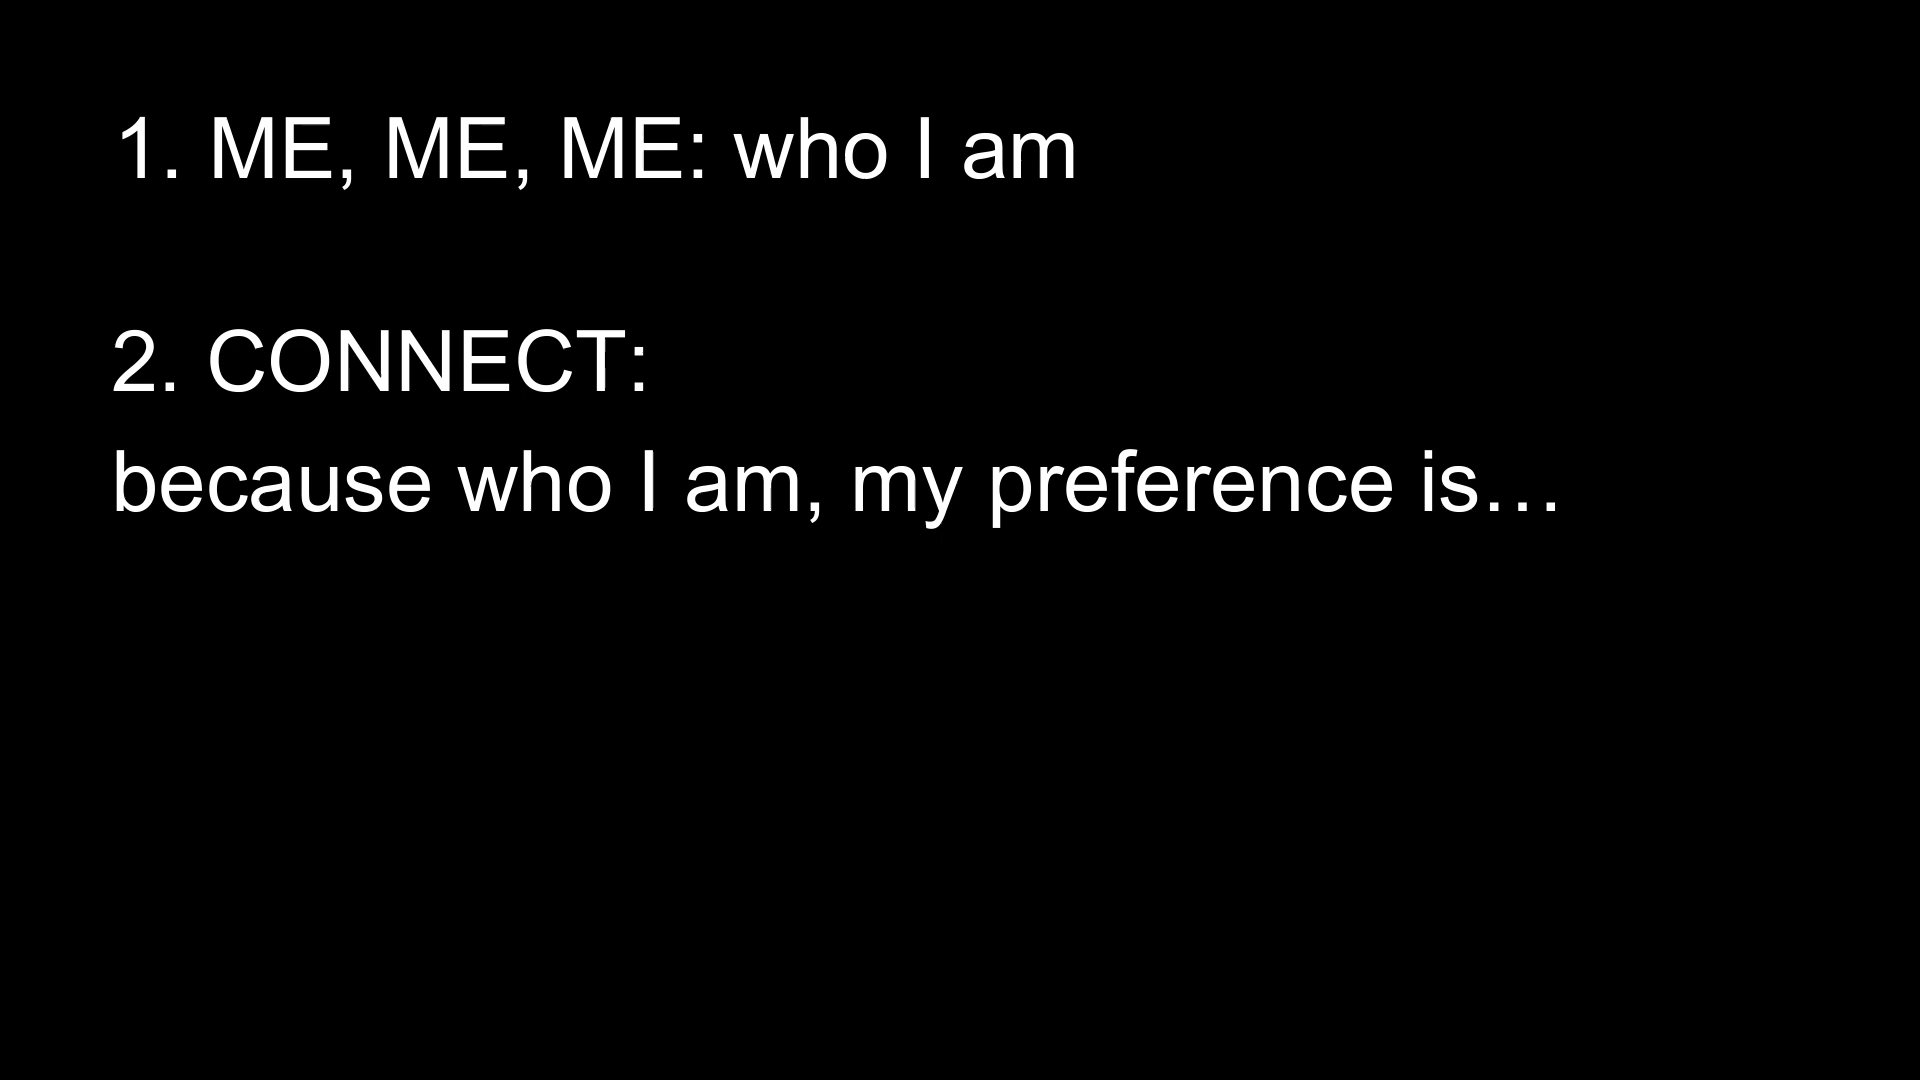 1. ME, ME, ME: who I am
2. CONNECT:
because who I am, my preference is…